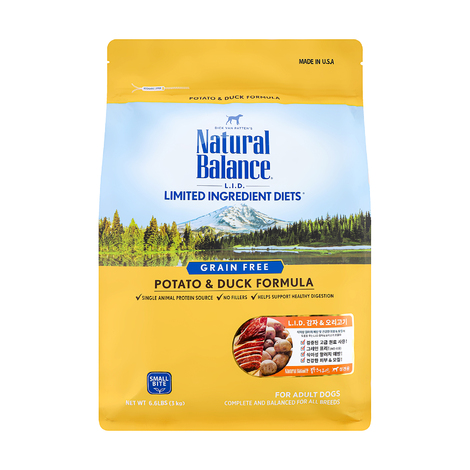 MADE IN U.S.A
POTATO & DUCK FORMULA
DICK VAN PATTEN'S
Natural
Balance
L.I.D.
LIMITED INGREDIENT DIETS
GRAIN FREE
POTATO & DUCK FORMULA
✓ SINGLE ANIMAL PROTEIN SOURCE ✓ NO FILLERS ✓ HELPS SUPPORT HEALTHY DIGESTION
L.I.D. 감자 & 오리고기
SMALL
BITE
NET WT. 6.6LBS (3 kg)
FOR ADULT DOGS
COMPLETE AND BALANCED FOR ALL BREEDS